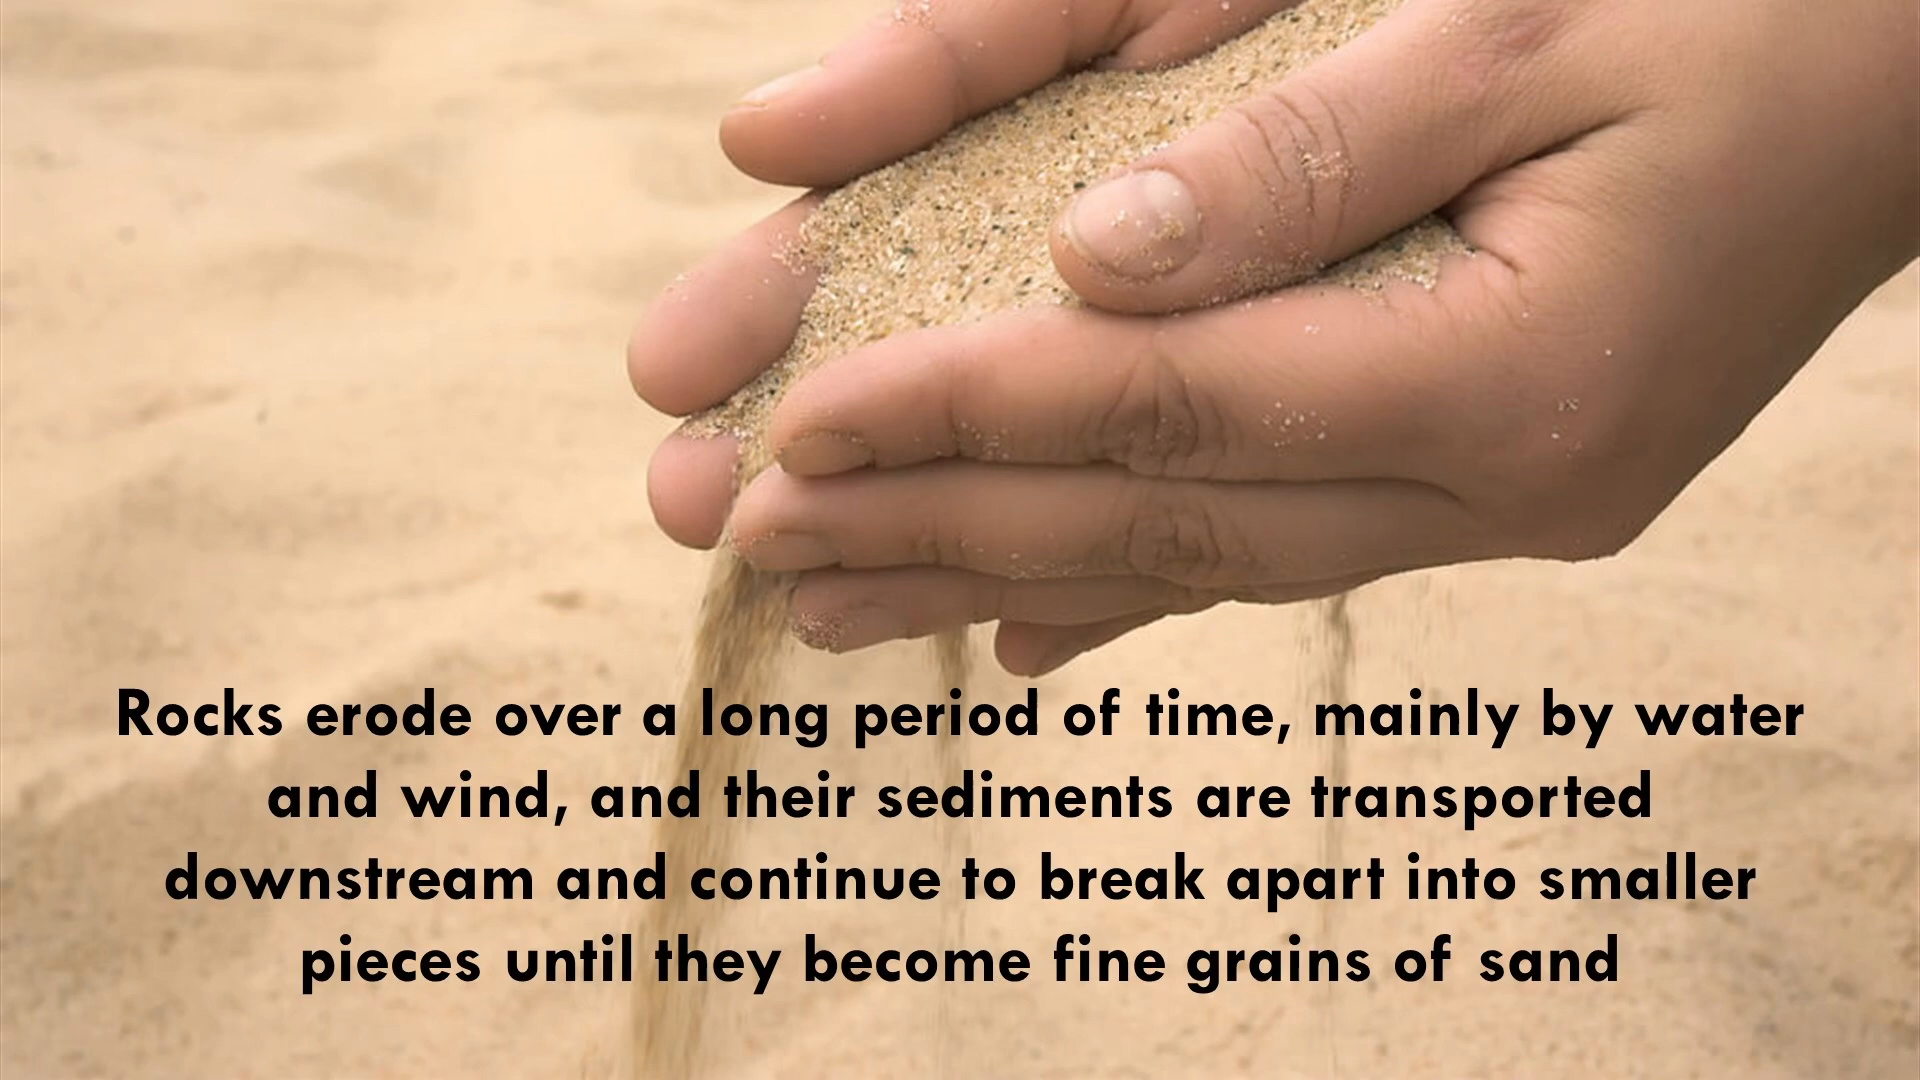 Rocks erode over a long period of time, mainly by water
and wind, and their sediments are transported
downstream and continue to break apart into smaller
pieces until they become fine grains of sand